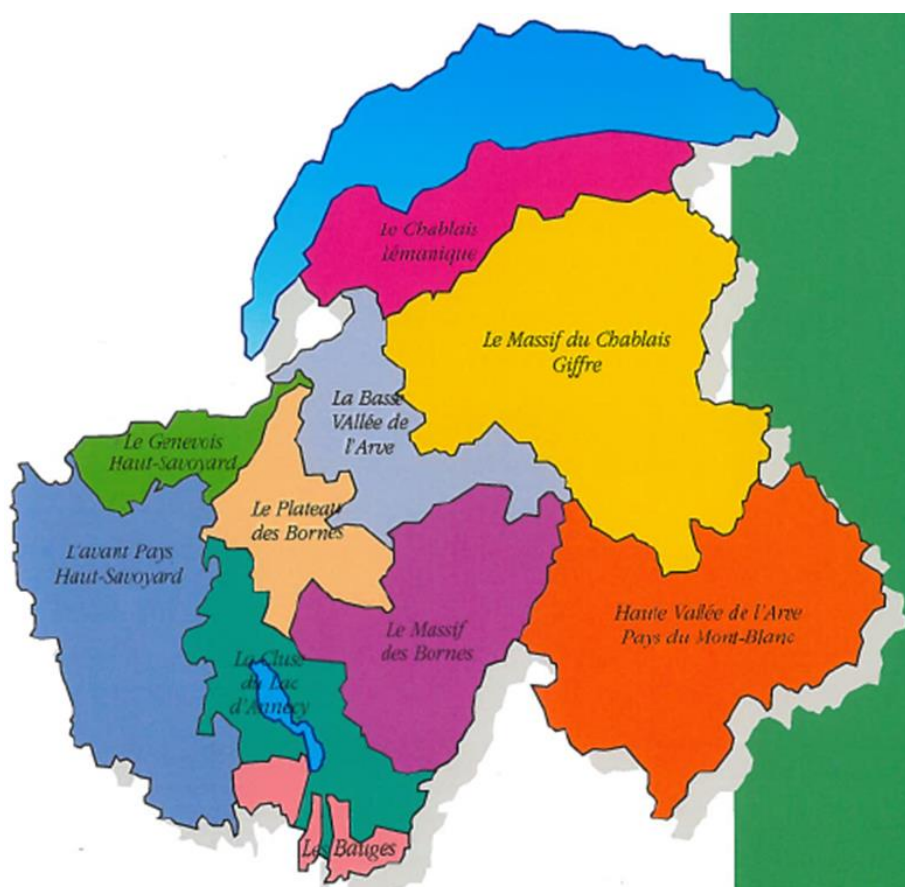 Le Chablais
Lémanique
Le Massif du Chablais
Giffre
La Basse
VAllée de
l'Arve
Le Genevois
Haut-Savoyard
Le Plateau
des Bornes
L'avant Pays
Haut-Savoyard
Haute Vallée de l'Arve
Pays du Mont-Blanc
Le Massif
des Bornes
La Cluse
du Lac
d'Annecy
Les Bauges